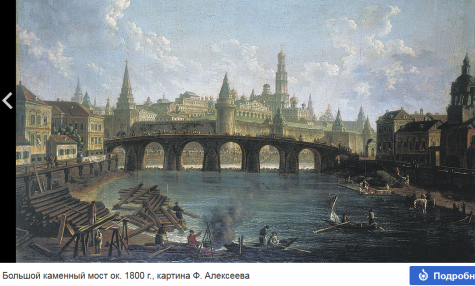 Большой каменный мост ок. 1800 г., картина Ф. Алексеева
Подробн